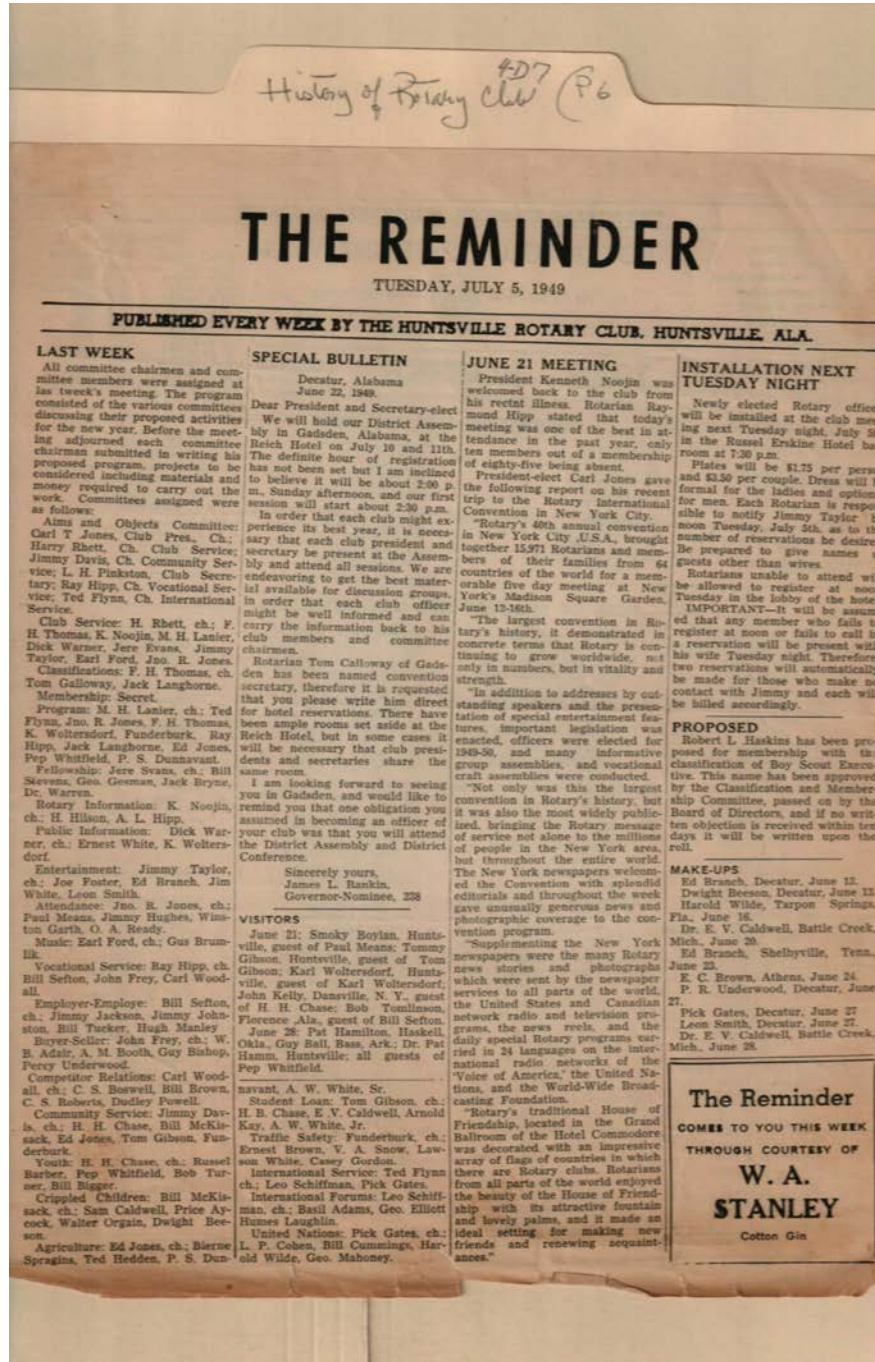 4-D7
History of Rotary Club (P6
THE REMINDER
TUESDAY, JULY 5, 1949
PUBLISHED EVERY WEEK BY THE HUNTSVILLE ROTARY CLUB, HUNTSVILLE, ALA.
LAST WEEK
All committee chairmen and com-
mittee members were assigned at
las tweek's meeting. The program
consisted of the various committees
discussing their proposed activities
for the new year. Before the meet-
ing adjourned each committee
chairman submitted in writing his
proposed program, projects to be
considered including materials and
money required to carry out the
work. Committees assigned were
as follows:
Aims and Objects Committee:
Carl T Jones, Club Pres., Ch.;
Harry Rhett, Ch. Club Service;
Jimmy Davis, Ch. Community Ser-
vice; L. H. Pinkston, Club Secre-
tary; Ray Hipp, Ch. Vocational Ser-
vice; Ted Flynn, Ch. International
Service.
Club Service: H. Rhett, ch.; F.
H. Thomas, K. Noojin, M. H. Lanier,
Dick Warner, Jere Evans, Jimmy
Taylor, Earl Ford, Jno. R. Jones.
Classifications: F. H. Thomas, ch.
Tom Galloway, Jack Langhorne.
Membership: Secret.
Program: M. H. Lanier, ch.; Ted
Flynn, Jno. R. Jones, F. H. Thomas,
K. Woltersdorf, Funderburk, Ray
Hipp, Jack Langhorne, Ed Jones,
Pep Whitfield, P. S. Dunnavant.
Fellowship: Jere Svans, ch.; Bill
Stevens, Geo. Gesman, Jack Bryne,
Dr. Warren.
Rotary Information: K. Noojin,
ch.; H. Hilson, A. L. Hipp.
Public Information: Dick War-
ner, ch.; Ernest White, K. Wolters-
dorf.
Entertainment: Jimmy Taylor,
ch.; Joe Foster, Ed Branch, Jim
White, Leon Smith.
Attendance: Jno. R. Jones, ch.;
Paul Means, Jimmy Hughes, Wins-
ton Garth, O. A. Ready.
Music: Earl Ford, ch.; Gus Brum-
lik.
Vocational Service: Ray Hipp, ch.
Bill Sefton, John Frey, Carl Wood-
all.
Employer-Employe: Bill Sefton,
ch.; Jimmy Jackson, Jimmy John-
ston, Bill Tucker, Hugh Manley
Buyer-Seller: John Frey, ch.; W.
B. Adair, A. M. Booth, Guy Bishop,
Percy Underwood.
Competitor Relations: Carl Wood-
all, ch.; C. S. Boswell, Bill Brown,
C. S. Roberts, Dudley Powell.
Community Service: Jimmy Dav-
is, ch.; H. H. Chase, Bill McKis-
sack, Ed Jones, Tom Gibson, Fun-
derburk.
Youth: H. H. Chase, ch.; Russel
Barber, Pep Whitfield, Bob Tur-
ner, Bill Bigger.
Crippled Children: Bill McKis-
sack, ch.; Sam Caldwell, Price Ay-
cock, Walter Orgain, Dwight Bee-
son.
Agriculture: Ed Jones, ch.; Bierne
Spragins, Ted Hedden, P. S. Dun-
SPECIAL BULLETIN
Decatur, Alabama
June 22, 1949.
Dear President and Secretary-elect
We will hold our District Assem-
bly in Gadsden, Alabama, at the
Reich Hotel on July 10 and 11th.
The definite hour of registration
has not been set but I am inclined
to believe it will be about 2:00 p.
m., Sunday afternoon, and our first
session will start about 2:30 p.m.
In order that each club might ex-
perience its best year, it is neces-
sary that each club president and
secretary be present at the Assem-
bly and attend all sessions. We are
endeavoring to get the best mater-
ial available for discussion groups,
in order that each club officer
might be well informed and can
carry the information back to his
club members and committee
chairmen.
Rotarian Tom Calloway of Gads-
den has been named convention
secretary, therefore it is requested
that you please write him direct
for hotel reservations. There have
been ample rooms set aside at the
Reich Hotel, but in some cases it
will be necessary that club presi-
dents and secretaries share the
same room.
I am looking forward to seeing
you in Gadsden, and would like to
remind you that one obligation you
assumed in becoming an officer of
your club was that you will attend
the District Assembly and District
Conference.
Sincerely yours,
James L. Rankin,
Governor-Nominee, 238
VISITORS
June 21: Smoky Boylan, Hunts-
ville, guest of Paul Means; Tommy
Gibson, Huntsville, guest of Tom
Gibson; Karl Woltersdorf, Hunts-
ville, guest of Karl Woltersdorf;
John Kelly, Dansville, N. Y., guest
of H. H. Chase; Bob Tomlinson,
Florence ,Ala., guest of Bill Sefton.
June 28: Pat Hamilton, Haskell,
Okla., Guy Ball, Bass, Ark.; Dr. Pat
Hamm, Huntsville; all guests of
Pep Whitfield.
navant, A. W. White, Sr.
Student Loan: Tom Gibson, ch.;
H. B. Chase, E .V. Caldwell, Arnold
Kay, A. W. White, Jr.
Traffic Safety: Funderburk, ch.;
Ernest Brown, V. A. Snow, Law-
son White, Casey Gordon.
International Service: Ted Flynn
ch.; Leo Schiffman, Pick Gates.
International Forums: Leo Schiff-
man, ch.; Basil Adams, Geo. Elliott
Humes Laughlin.
United Nations: Pick Gates, ch.;
L. P. Cohen, Bill Cummings, Har-
old Wilde, Geo. Mahoney.
JUNE 21 MEETING
President Kenneth Noojin was
welcomed back to the club from
his rectnt illness. Rotarian Ray-
mond Hipp stated that today's
meeting was one of the best in at-
tendance in the past year, only
ten members out of a membership
of eighty-five being absent.
President-elect Carl Jones gave
the following report on his recent
trip to the Rotary International
Convention in New York City.
"Rotary's 40th annual convention
in New York City ,U.S.A., brought
together 15,971 Rotarians and mem-
bers of their families from 64
countries of the world for a mem-
orable five day meeting at New
York's Madison Square Garden,
June 12-16th.
"The largest convention in Ro-
tary's history, it demonstrated in
concrete terms that Rotary is con-
tinuing to grow worldwide, not
only in numbers, but in vitality and
strength.
"In addittion to addresses by out-
standing speakers and the presen-
tation of special entertainment fea-
tures, important legislation was
enacted, officers were elected for
1949-50, and many informative
group assemblies, and vocational
craft assemblies were conducted.
"Not only was this the largest
convention in Rotary's history, but
it was also the most widely public-
ized, bringing the Rotary message
of service not alone to the millions
of people in the New York area,
but throughout the entire world.
The New York newspapers welcom-
ed the Convention with splendid
editorials and throughout the week
gave unusually generous news and
photographic coverage to the con-
vention program.
"Supplementing the New York
newspapers were the many Rotary
news stories and photographs
which were sent by the newspaper
services to all parts of the world,
the United States and Canadian
network radio and television pro-
grams, the news reels, and the
daily special Rotary programs car-
ried in 24 languages on the inter-
national radio networks of the
'Voice of America,' the United Na-
tions, and the World-Wide Broad-
casting Foundation.
"Rotary's traditional House of
Friendship, located in the Grand
Ballroom of the Hotel Commodore
was decorated with an impressive
array of flags of countries in which
there are Rotary clubs. Rotarians
from all parts of the world enjoyed
the beauty of the House of Friend-
ship with its attractive fountain
and lovely palms, and it made an
ideal setting for making new
friends and renewing acquaint-
ances."
INSTALLATION NEXT
TUESDAY NIGHT
Newly elected Rotary office
will be installed at the club mee
ing next Tuesday night, July 5t
in the Russel Erskine Hotel ba
room at 7:30 p.m.
Plates will be $1.75 per pers
and $3.50 per couple. Dress will b
formal for the ladies and option
for men. Each Rotarian is respo
sible to notify Jimmy Taylor b
noon Tuesday, July 5th, as to th
number of reservations he desire
Be prepared to give names o
guests other than wives.
Rotarians unable to attend wi
be allowed to register at noo
Tuesday in the lobby of the hote
IMPORTANT—It will be assum
ed that any member who fails t
register at noon or fails to call i
a reservation will be present wit
his wife Tuesday night. Therefore
two reservations will automatically
be made for those who make no
contact with Jimmy and each wil
be billed accordingly.
PROPOSED
Robert L .Haskins has been pro-
posed for membership with the
classification of Boy Scout Execu-
tive. This name has been approved
by the Classification and Member-
ship Committee, passed on by the
Board of Directors, and if no writ-
ten objection is received within ten
days it will be written upon the
roll.
MAKE-UPS
Ed Branch, Decatur, June 13.
Dwight Beeson, Decatur, June 13.
Harold Wilde, Tarpon Springs,
Fla., June 16.
Dr. E. V. Caldwell, Battle Creek,
Mich., June 20.
Ed Branch, Shelbyville, Tenn.,
June 23.
E. C. Brown, Athens, June 24.
P. R. Underwood, Decatur, June
27.
Pick Gates, Decatur, June 27
Leon Smith, Decatur, June 27.
Dr. E. V. Caldwell, Battle Creek,
Mich., June 28.
The Reminder
COMES TO YOU THIS WEEK
THROUGH COURTESY OF
W. A.
STANLEY
Cotton Gin